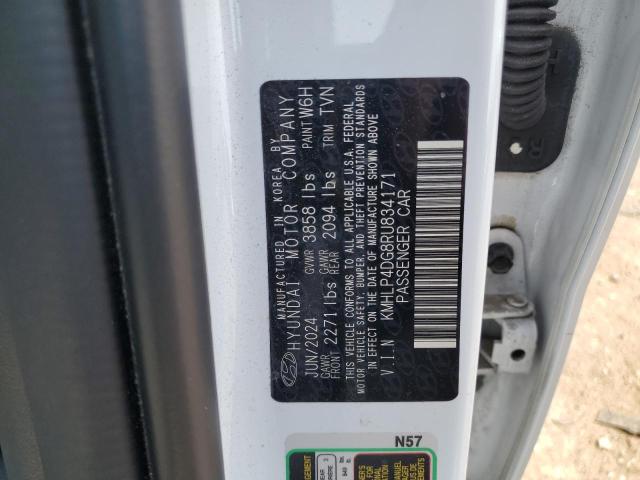 MANUFACTURED IN KOREA BY
HYUNDAI MOTOR COMPANY
JUN/2024 GVWR 3858 lbs PAINT W6H
GAWR FRONT 2271 lbs GAWR REAR 2094 lbs TRIM TVN
THIS VEHICLE CONFORMS TO ALL APPLICABLE U.S.A. FEDERAL
MOTOR VEHICLE SAFETY, BUMPER, AND THEFT PREVENTION STANDARDS
IN EFFECT ON THE DATE OF MANUFACTURE SHOWN ABOVE
V.I.N KMHLP4DG8RU834171
PASSENGER CAR
N57